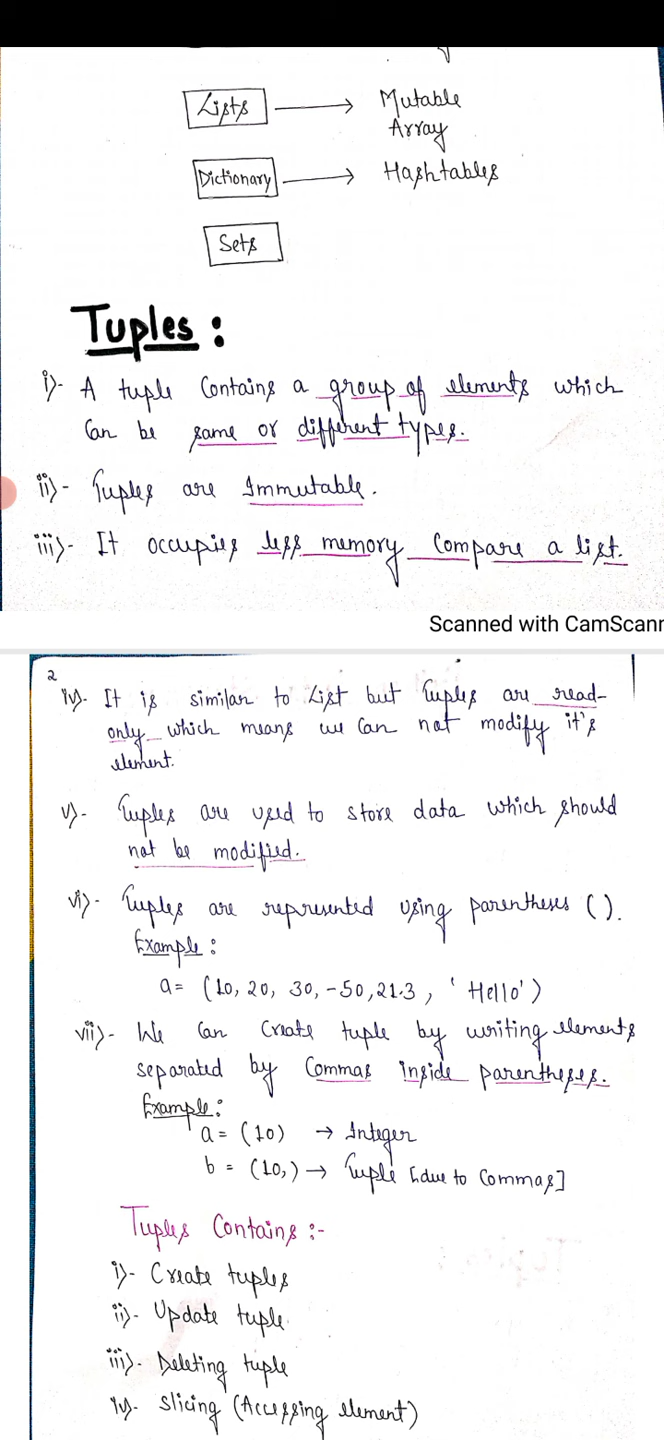 Lists → Mutable
Array
Dictionary → Hashtables
Sets
Tuples :
i)- A tuple Contains a group of elements which
Can be same or different types.
ii)- Tuples are Immutable.
iii)- It occupies less memory Compare a list.
Scanned with CamScann
2
iv)- It is similar to List but Tuples are read-
only which means we Can not modify it's
element.
v)- Tuples are used to store data which should
not be modified.
vi)- Tuples are represented using parentheses ().
Example :
a= (10, 20, 30, -50, 21.3, 'Hello')
vii)- We Can Create tuple by writing elements
separated by Commas inside parentheses.
Example :
a = (10) → Integer
b = (10,) → Tuple [due to Commas]
Tuples Contains :-
i)- Create tuples
ii)- Update tuple
iii)- Deleting tuple
iv)- Slicing (Accessing element)